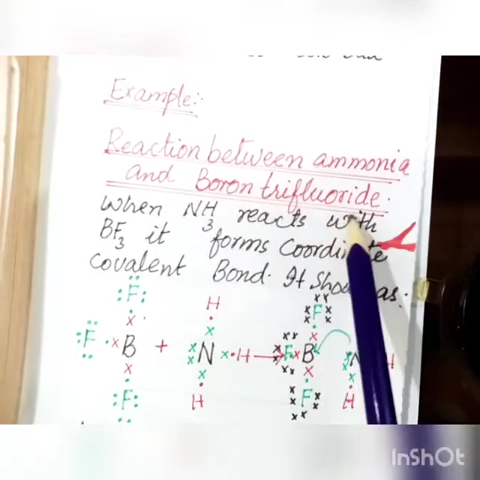 Example:-
Reaction between ammonia
and Boron trifluoride.
When NH3 reacts with
BF3 it forms Coordinate
covalent Bond. It Show as:
F H F
F B + N H → F B N H
F H F H
InShOt